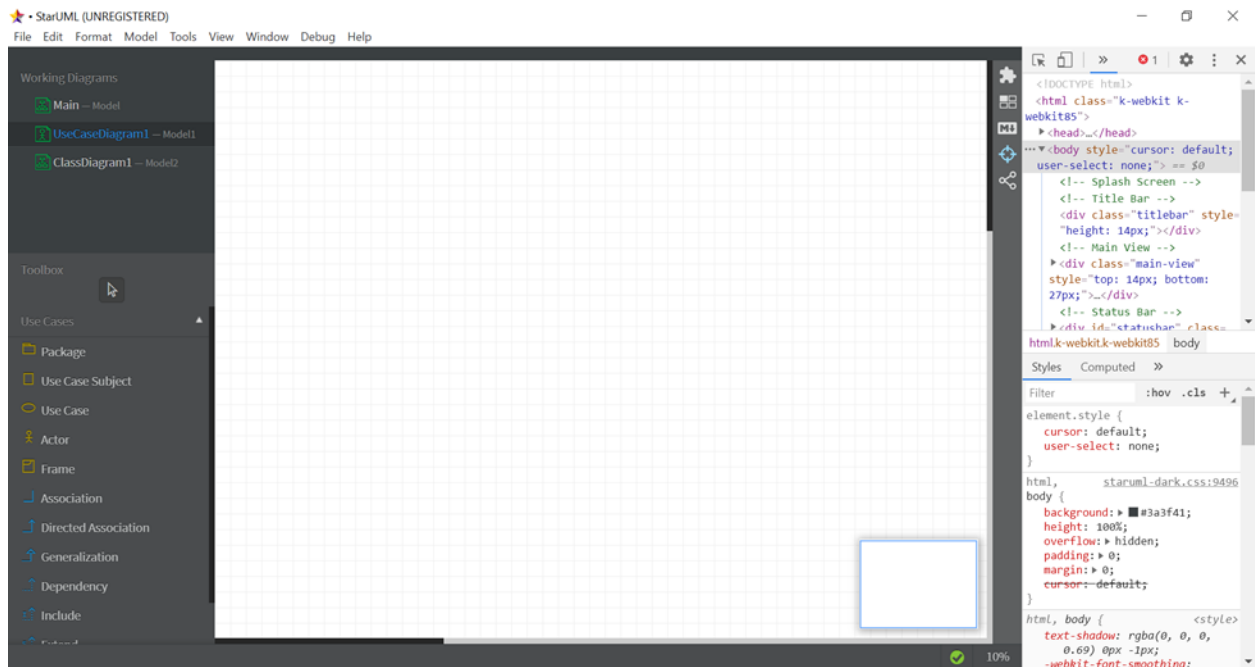 • StarUML (UNREGISTERED)
File Edit Format Model Tools View Window Debug Help
Working Diagrams
Main — Model
UseCaseDiagram1 — Model1
ClassDiagram1 — Model2
Toolbox
Use Cases
Package
Use Case Subject
Use Case
Actor
Frame
Association
Directed Association
Generalization
Dependency
Include
Extend
M↓
10%
» 1
<!DOCTYPE html>
<html class="k-webkit k-
webkit85">
<head>…</head>
<body style="cursor: default;
user-select: none;"> == $0
<!-- Splash Screen -->
<!-- Title Bar -->
<div class="titlebar" style=
"height: 14px;"></div>
<!-- Main View -->
<div class="main-view"
style="top: 14px; bottom:
27px;">…</div>
<!-- Status Bar -->
<div id="statusbar" class=
html.k-webkit.k-webkit85 body
Styles Computed »
Filter :hov .cls +
element.style {
cursor: default;
user-select: none;
}
html, staruml-dark.css:9496
body {
background: #3a3f41;
height: 100%;
overflow: hidden;
padding: 0;
margin: 0;
cursor: default;
}
html, body { <style>
text-shadow: rgba(0, 0, 0,
0.69) 0px -1px;
-webkit-font-smoothing: